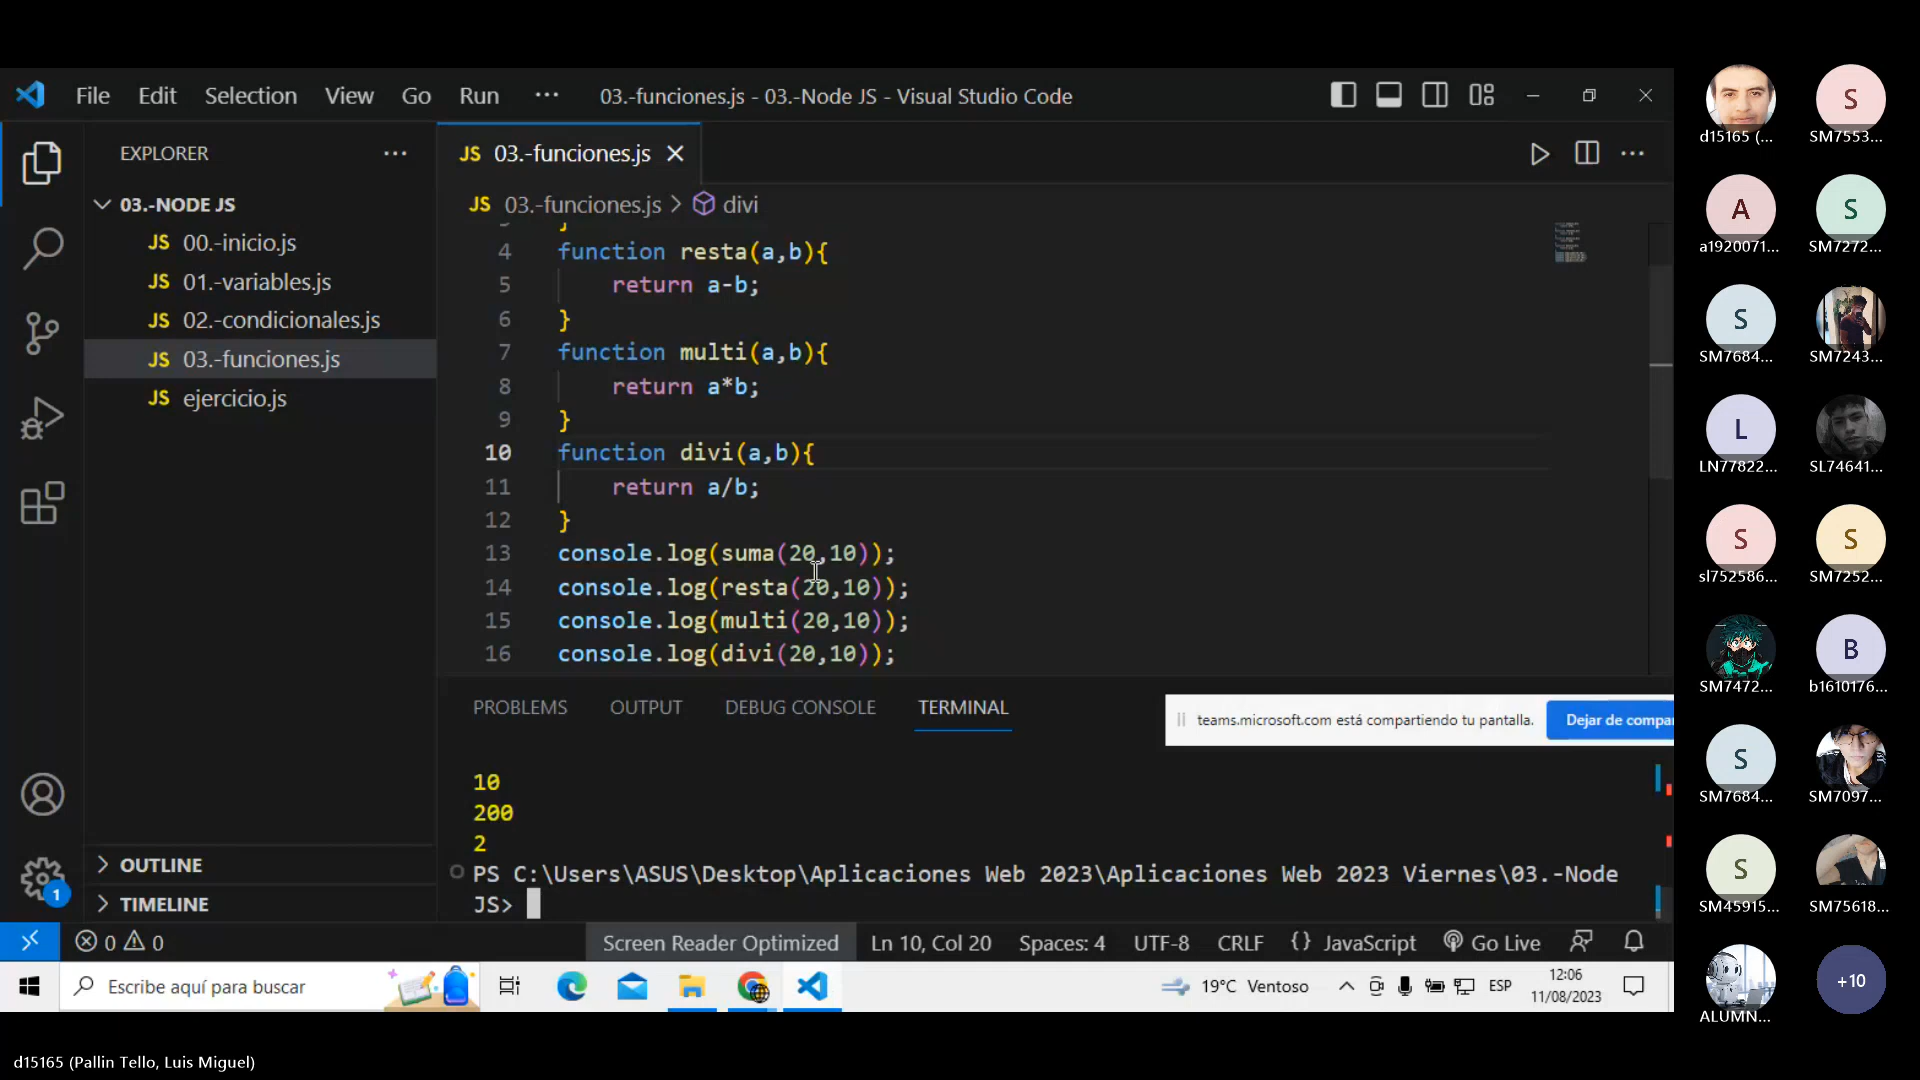 File Edit Selection View Go Run ··· 03.-funciones.js - 03.-Node JS - Visual Studio Code
EXPLORER ···
03.-NODE JS
JS 00.-inicio.js
JS 01.-variables.js
JS 02.-condicionales.js
JS 03.-funciones.js
JS ejercicio.js
OUTLINE
TIMELINE
1
JS 03.-funciones.js
JS 03.-funciones.js > divi
4 function resta(a,b){
5 return a-b;
6 }
7 function multi(a,b){
8 return a*b;
9 }
10 function divi(a,b){
11 return a/b;
12 }
13 console.log(suma(20,10));
14 console.log(resta(20,10));
15 console.log(multi(20,10));
16 console.log(divi(20,10));
PROBLEMS OUTPUT DEBUG CONSOLE TERMINAL
teams.microsoft.com está compartiendo tu pantalla. Dejar de compar
10
200
2
PS C:\Users\ASUS\Desktop\Aplicaciones Web 2023\Aplicaciones Web 2023 Viernes\03.-Node
JS>
0 0 Screen Reader Optimized Ln 10, Col 20 Spaces: 4 UTF-8 CRLF {} JavaScript Go Live
Escribe aquí para buscar 19°C Ventoso ESP 12:06
11/08/2023
S
d15165 (... SM7553...
A S
a1920071... SM7272...
S
SM7684... SM7243...
L
LN77822... SL74641...
S S
sl752586... SM7252...
B
SM7472... b1610176...
S
SM7684... SM7097...
S
SM45915... SM75618...
+10
ALUMN...
d15165 (Pallin Tello, Luis Miguel)